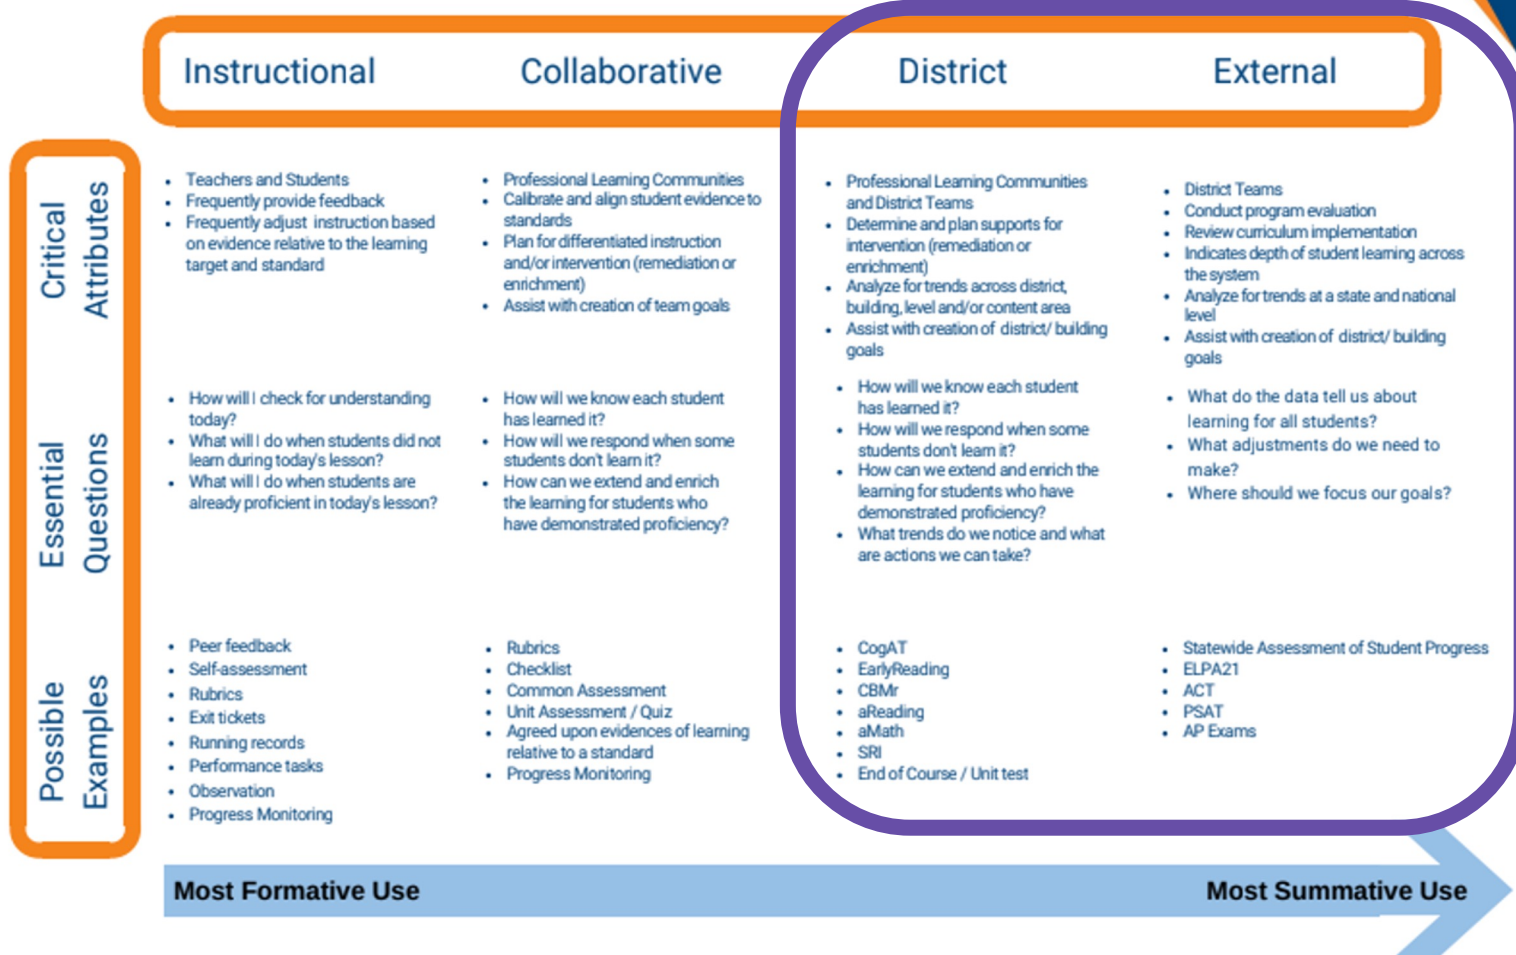 Instructional
Collaborative
District
External
Critical
Attributes
• Teachers and Students
• Frequently provide feedback
• Frequently adjust instruction based
on evidence relative to the learning
target and standard
• Professional Learning Communities
• Calibrate and align student evidence to
standards
• Plan for differentiated instruction
and/or intervention (remediation or
enrichment)
• Assist with creation of team goals
• Professional Learning Communities
and District Teams
• Determine and plan supports for
intervention (remediation or
enrichment)
• Analyze for trends across district,
building, level and/or content area
• Assist with creation of district/ building
goals
• District Teams
• Conduct program evaluation
• Review curriculum implementation
• Indicates depth of student learning across
the system
• Analyze for trends at a state and national
level
• Assist with creation of district/ building
goals
Essential
Questions
• How will I check for understanding
today?
• What will I do when students did not
learn during today's lesson?
• What will I do when students are
already proficient in today's lesson?
• How will we know each student
has learned it?
• How will we respond when some
students don't learn it?
• How can we extend and enrich
the learning for students who
have demonstrated proficiency?
• How will we know each student
has learned it?
• How will we respond when some
students don't learn it?
• How can we extend and enrich the
learning for students who have
demonstrated proficiency?
• What trends do we notice and what
are actions we can take?
• What do the data tell us about
learning for all students?
• What adjustments do we need to
make?
• Where should we focus our goals?
Possible
Examples
• Peer feedback
• Self-assessment
• Rubrics
• Exit tickets
• Running records
• Performance tasks
• Observation
• Progress Monitoring
• Rubrics
• Checklist
• Common Assessment
• Unit Assessment / Quiz
• Agreed upon evidences of learning
relative to a standard
• Progress Monitoring
• CogAT
• EarlyReading
• CBMr
• aReading
• aMath
• SRI
• End of Course / Unit test
• Statewide Assessment of Student Progress
• ELPA21
• ACT
• PSAT
• AP Exams
Most Formative Use
Most Summative Use